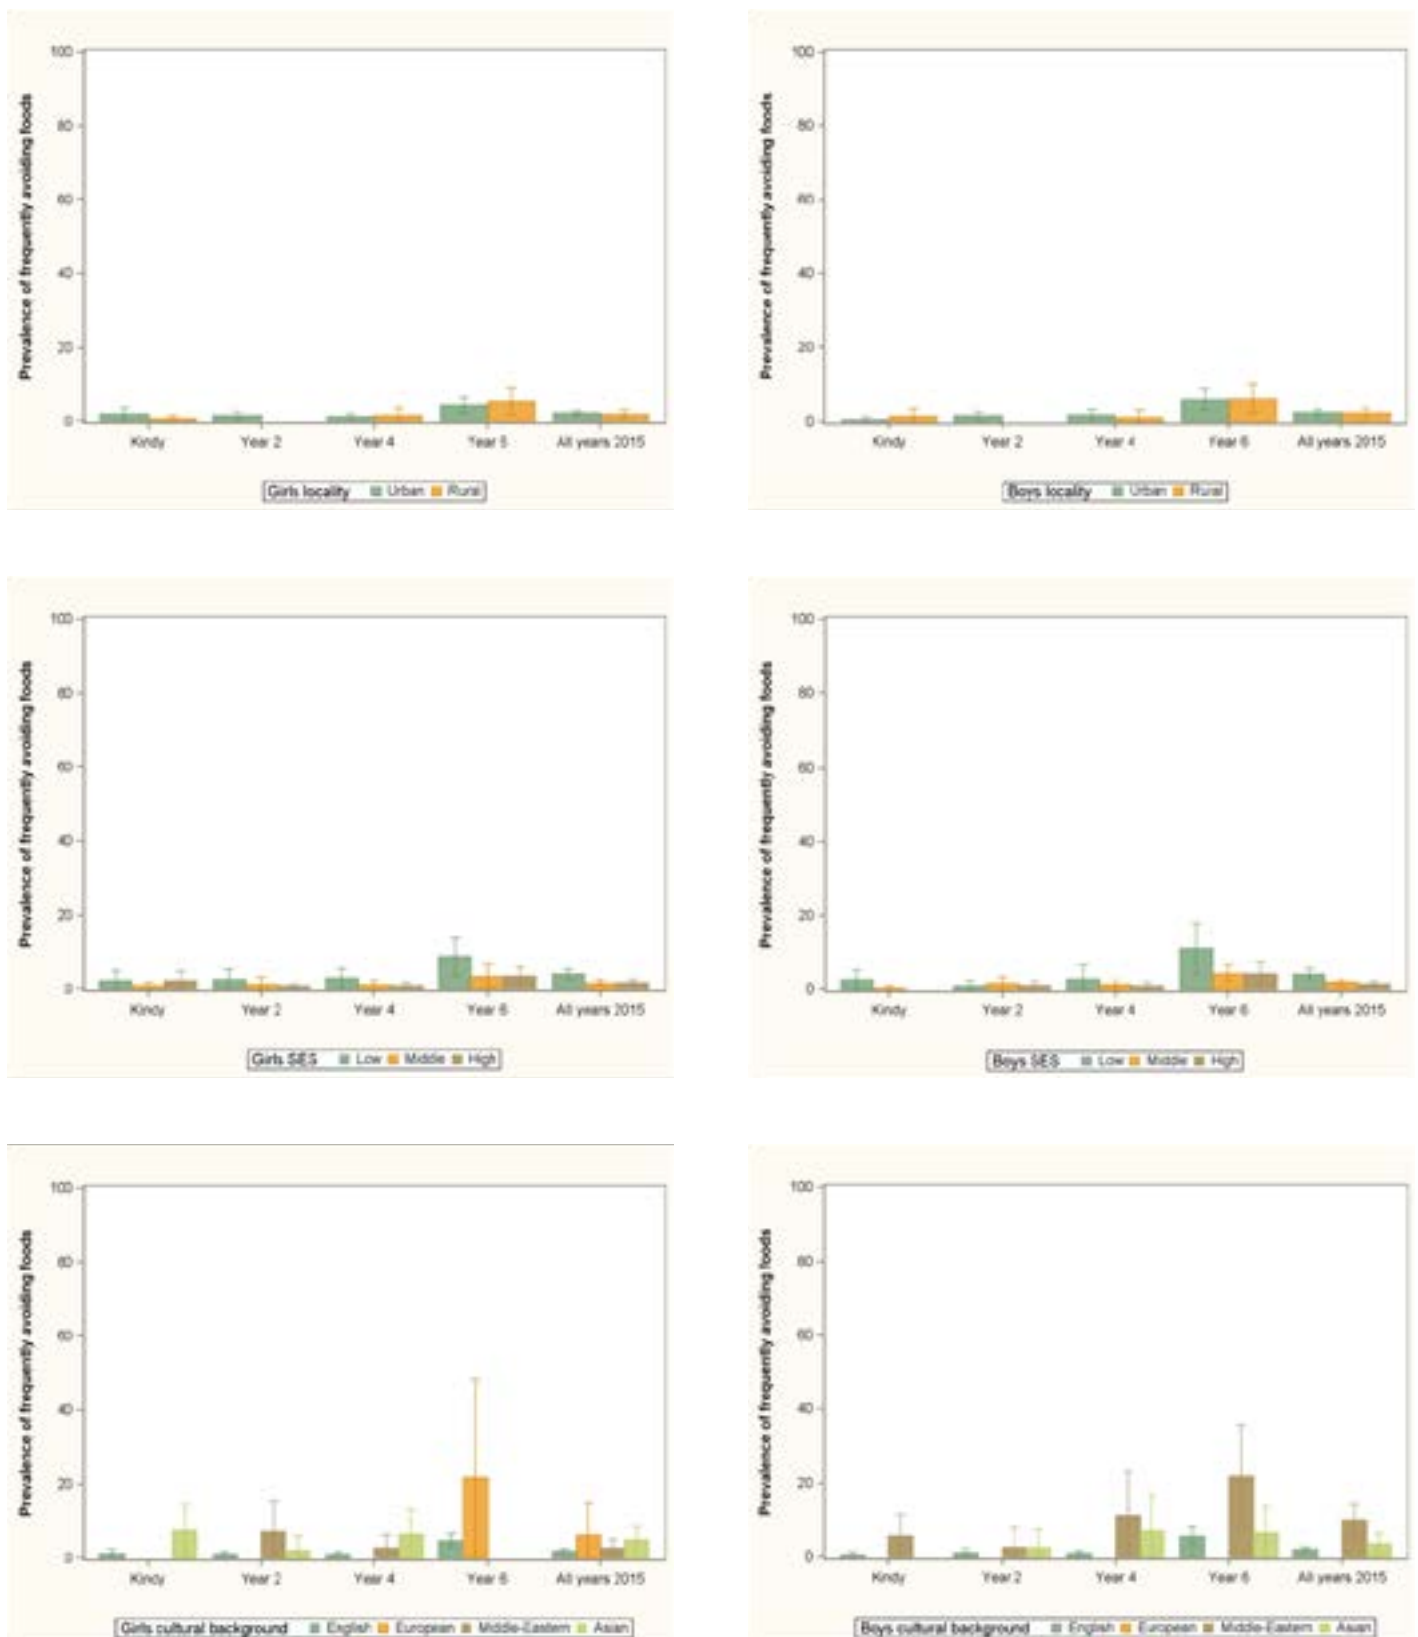 Prevalence of frequently avoiding foods
100
80
60
40
20
0
Kindy Year 2 Year 4 Year 6 All years 2015
Girls locality Urban Rural
Prevalence of frequently avoiding foods
100
80
60
40
20
0
Kindy Year 2 Year 4 Year 6 All years 2015
Boys locality Urban Rural
Prevalence of frequently avoiding foods
100
80
60
40
20
0
Kindy Year 2 Year 4 Year 6 All years 2015
Girls SES Low Middle High
Prevalence of frequently avoiding foods
100
80
60
40
20
0
Kindy Year 2 Year 4 Year 6 All years 2015
Boys SES Low Middle High
Prevalence of frequently avoiding foods
100
80
60
40
20
0
Kindy Year 2 Year 4 Year 6 All years 2015
Girls cultural background English European Middle-Eastern Asian
Prevalence of frequently avoiding foods
100
80
60
40
20
0
Kindy Year 2 Year 4 Year 6 All years 2015
Boys cultural background English European Middle-Eastern Asian